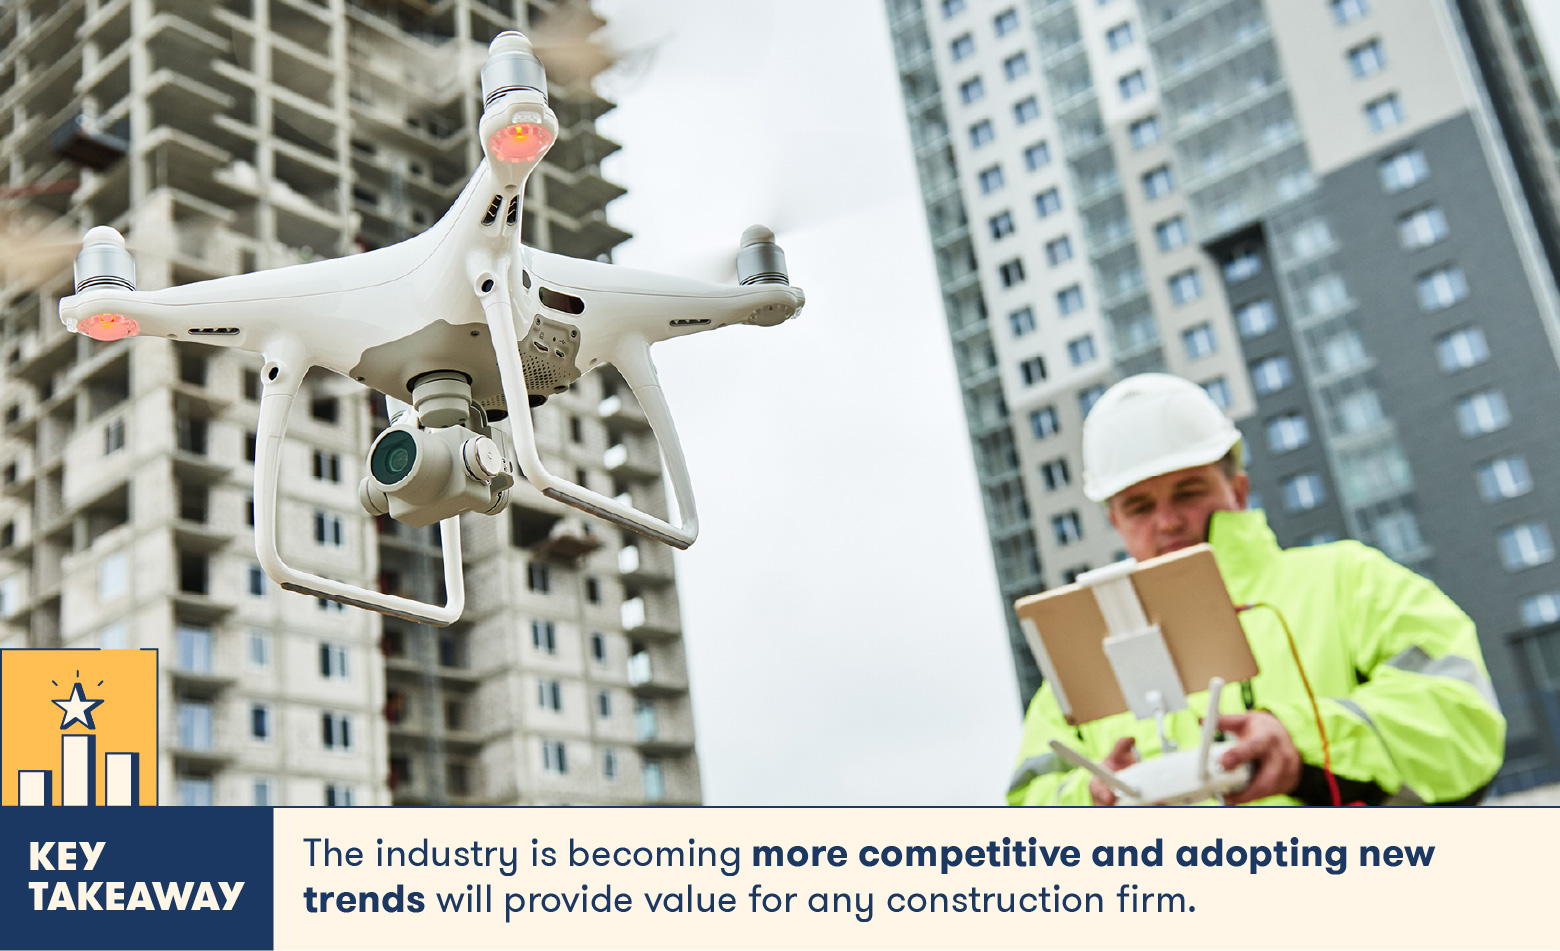 KEY
TAKEAWAY
The industry is becoming more competitive and adopting new
trends will provide value for any construction firm.